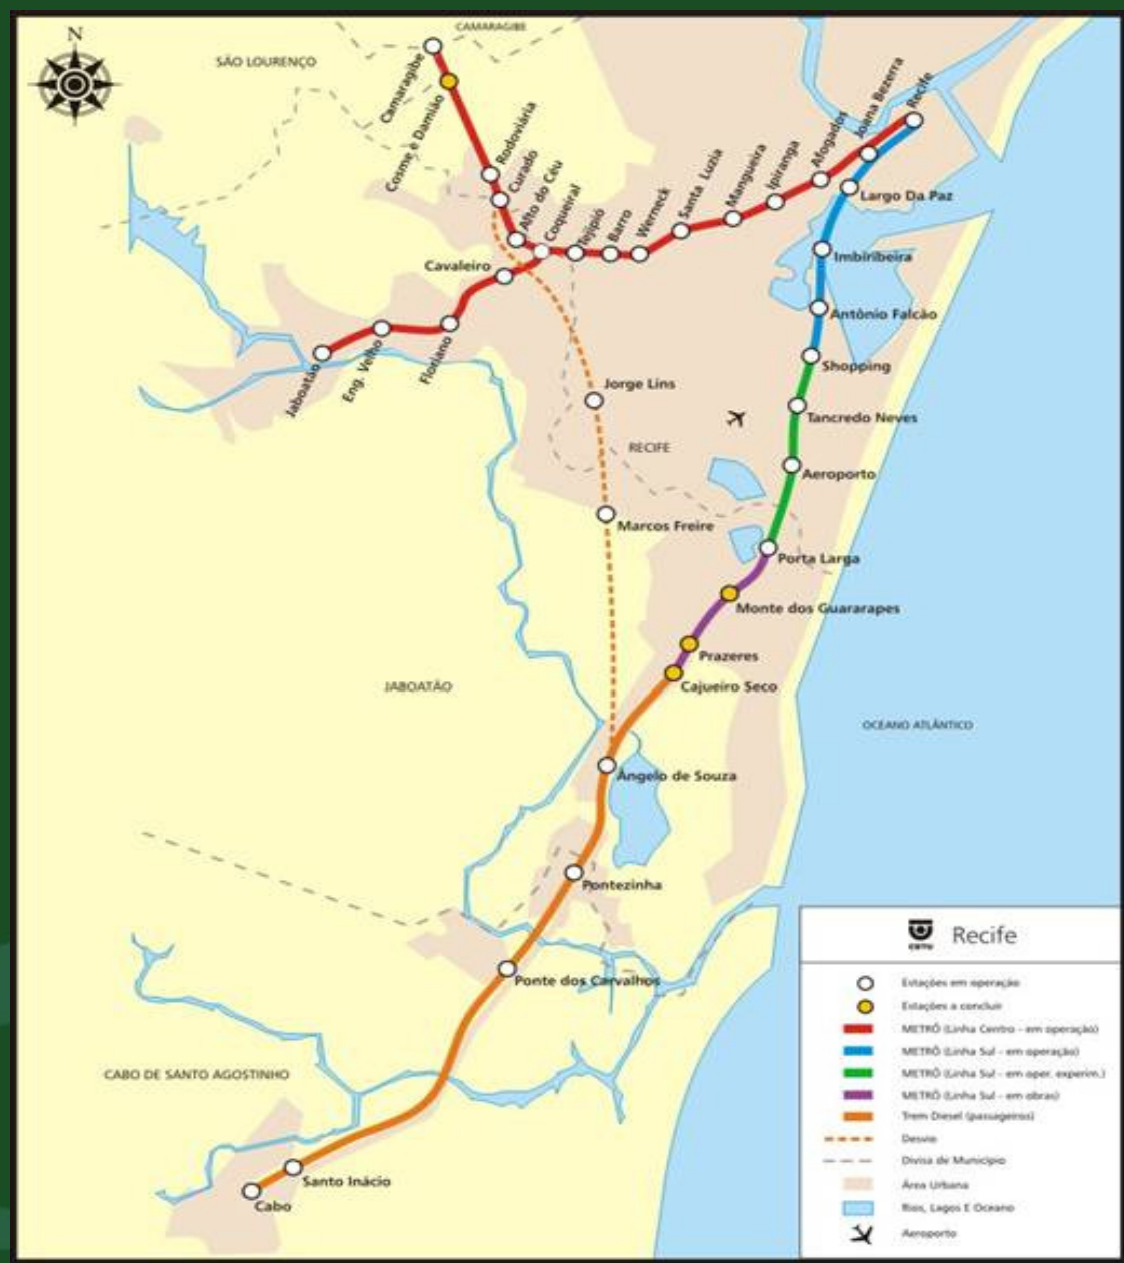 N
CAMARAGIBE
SÃO LOURENÇO
Camaragibe
Cosme e Damião
Rodoviária
Curado
Alto do Céu
Coqueiral
Tejipió
Barro
Werneck
Santa Luzia
Mangueira
Ipiranga
Afogados
Joana Bezerra
Recife
Largo Da Paz
Cavaleiro
Imbiribeira
Antônio Falcão
Floriano
Eng. Velho
Jaboatão
Shopping
Jorge Lins
Tancredo Neves
RECIFE
Aeroporto
Marcos Freire
Porta Larga
Monte dos Guararapes
Prazeres
Cajueiro Seco
JABOATÃO
OCEANO ATLÂNTICO
Ângelo de Souza
Pontezinha
Ponte dos Carvalhos
CABO DE SANTO AGOSTINHO
Santo Inácio
Cabo
CBTU
Recife
Estações em operação
Estações a concluir
METRÔ (Linha Centro - em operação)
METRÔ (Linha Sul - em operação)
METRÔ (Linha Sul - em oper. experim.)
METRÔ (Linha Sul - em obras)
Trem Diesel (passageiros)
Desvio
Divisa de Município
Área Urbana
Rios, Lagos E Oceano
Aeroporto